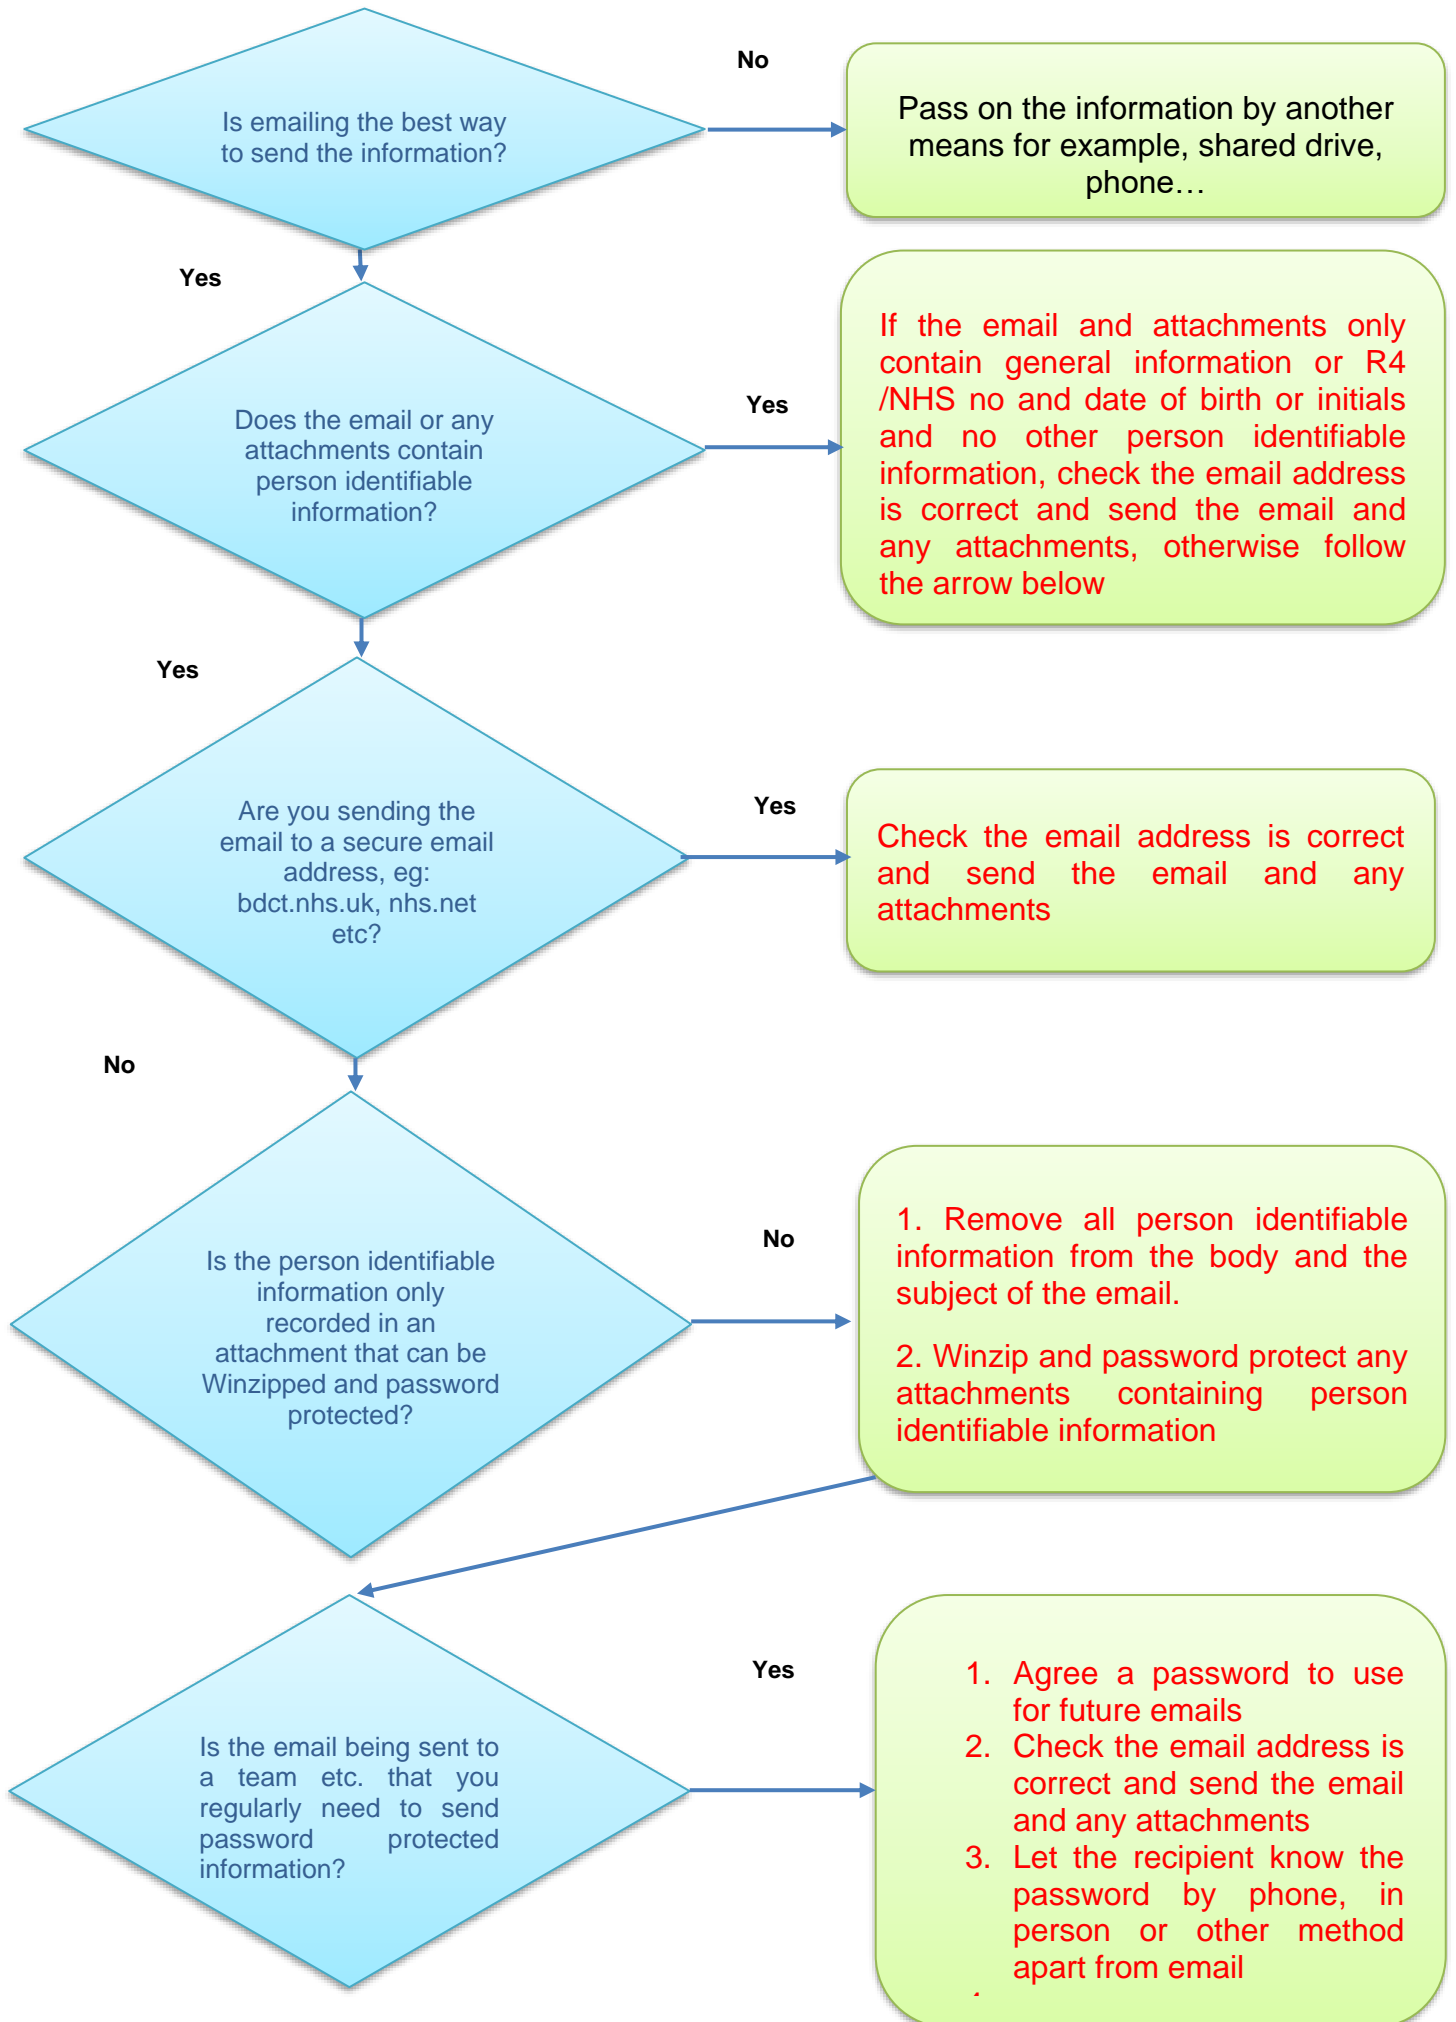 Is emailing the best way
to send the information?
No
Pass on the information by another
means for example, shared drive,
phone…
Yes
Does the email or any
attachments contain
person identifiable
information?
Yes
If the email and attachments only
contain general information or R4
/NHS no and date of birth or initials
and no other person identifiable
information, check the email address
is correct and send the email and
any attachments, otherwise follow
the arrow below
Yes
Are you sending the
email to a secure email
address, eg:
bdct.nhs.uk, nhs.net
etc?
Yes
Check the email address is correct
and send the email and any
attachments
No
Is the person identifiable
information only
recorded in an
attachment that can be
Winzipped and password
protected?
No
1. Remove all person identifiable
information from the body and the
subject of the email.
2. Winzip and password protect any
attachments containing person
identifiable information
Is the email being sent to
a team etc. that you
regularly need to send
password protected
information?
Yes
1. Agree a password to use
for future emails
2. Check the email address is
correct and send the email
and any attachments
3. Let the recipient know the
password by phone, in
person or other method
apart from email